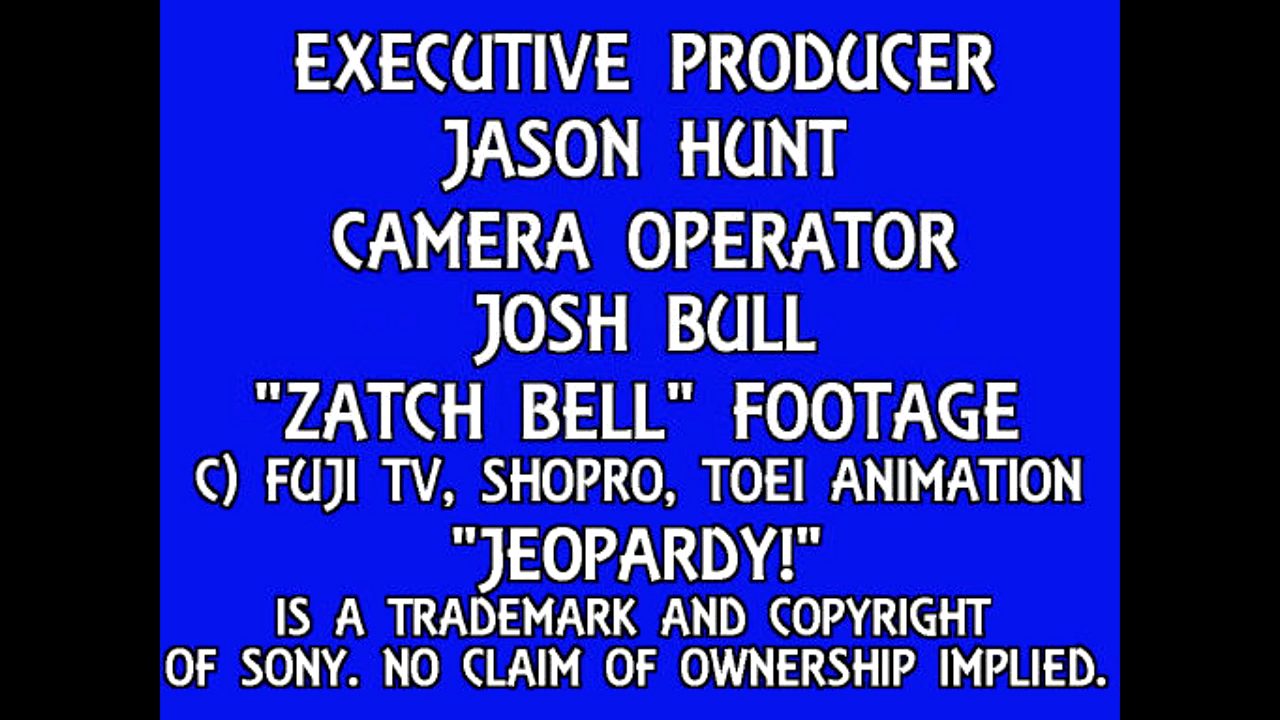 EXECUTIVE PRODUCER
JASON HUNT
CAMERA OPERATOR
JOSH BULL
"ZATCH BELL" FOOTAGE
C) FUJI TV, SHOPRO, TOEI ANIMATION
"JEOPARDY!"
IS A TRADEMARK AND COPYRIGHT
OF SONY. NO CLAIM OF OWNERSHIP IMPLIED.